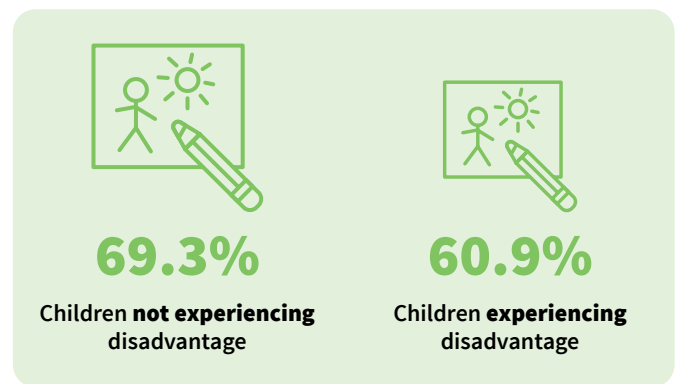 69.3%
Children not experiencing
disadvantage
60.9%
Children experiencing
disadvantage